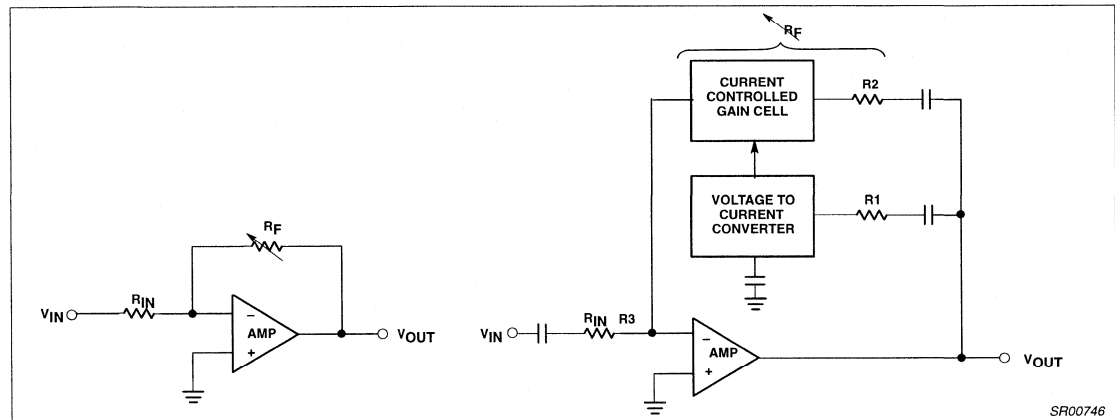 RF
CURRENT
CONTROLLED
GAIN CELL
R2
VOLTAGE TO
CURRENT
CONVERTER
R1
RF
VIN
RIN
−
AMP
+
VOUT
VIN
RIN R3
−
AMP
+
VOUT
SR00746